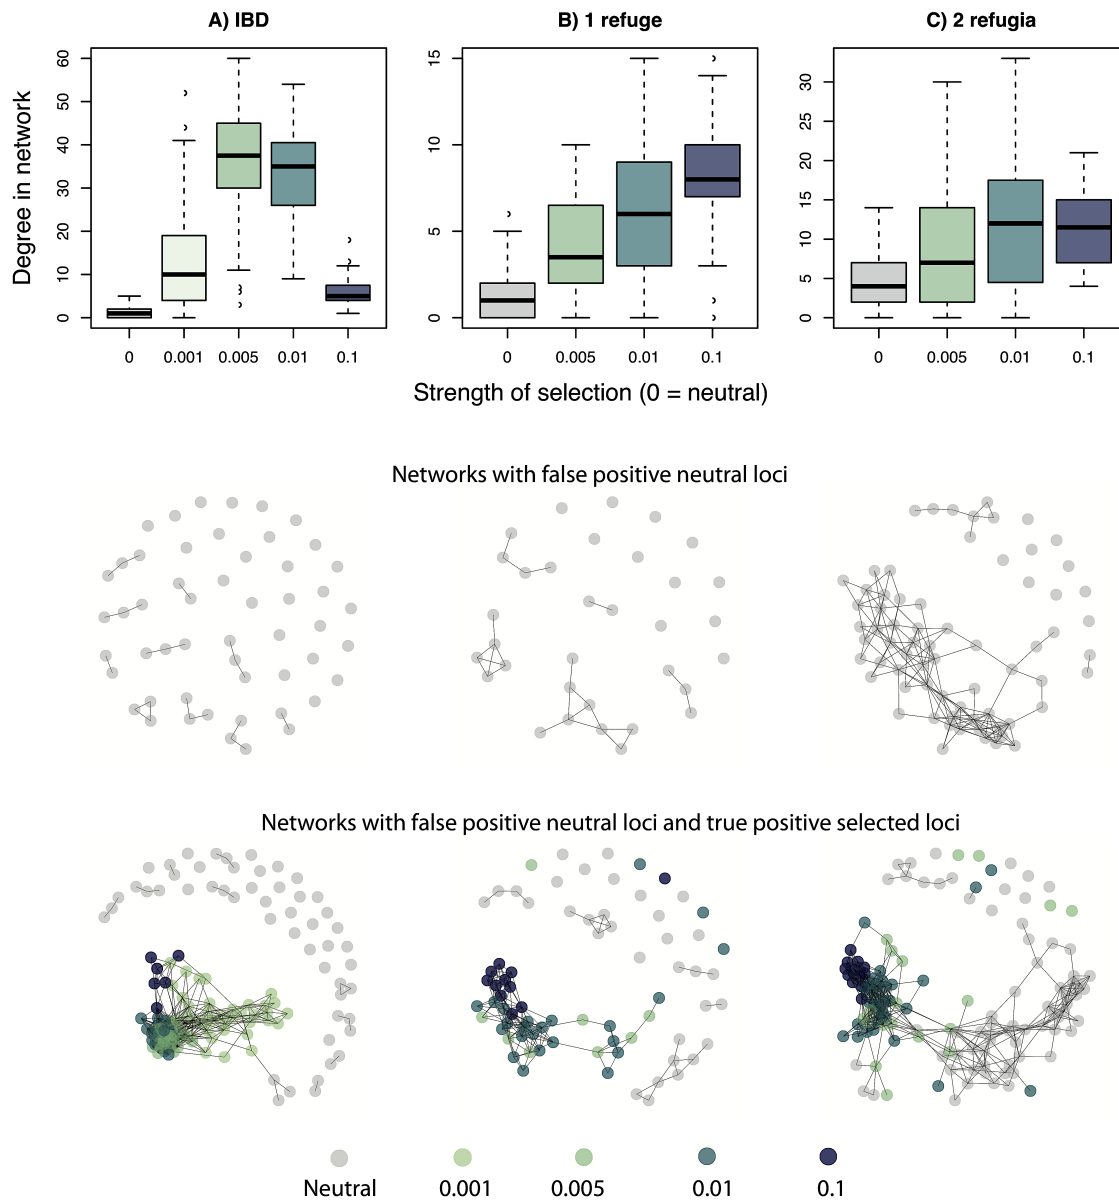 A) IBD
B) 1 refuge
C) 2 refugia
Degree in network
0
10
20
30
40
50
60
0 0.001 0.005 0.01 0.1
0
5
10
15
0 0.005 0.01 0.1
0
5
10
15
20
25
30
0 0.005 0.01 0.1
Strength of selection (0 = neutral)
Networks with false positive neutral loci
Networks with false positive neutral loci and true positive selected loci
Neutral 0.001 0.005 0.01 0.1